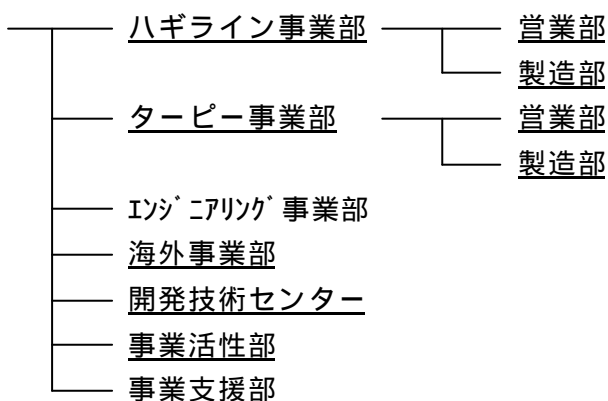 ハギライン事業部 営業部
製造部
ターピー事業部 営業部
製造部
ｴﾝｼﾞﾆｱﾘﾝｸﾞ事業部
海外事業部
開発技術センター
事業活性部
事業支援部